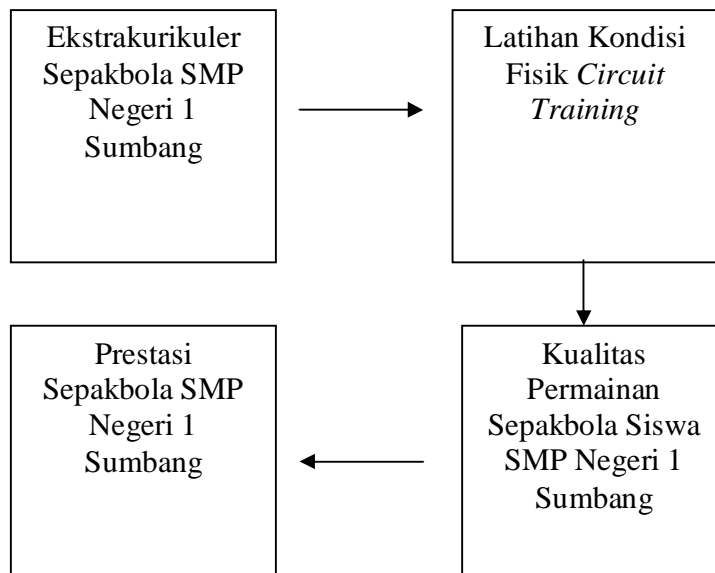 Ekstrakurikuler
Sepakbola SMP
Negeri 1
Sumbang
Latihan Kondisi
Fisik Circuit
Training
Kualitas
Permainan
Sepakbola Siswa
SMP Negeri 1
Sumbang
Prestasi
Sepakbola SMP
Negeri 1
Sumbang